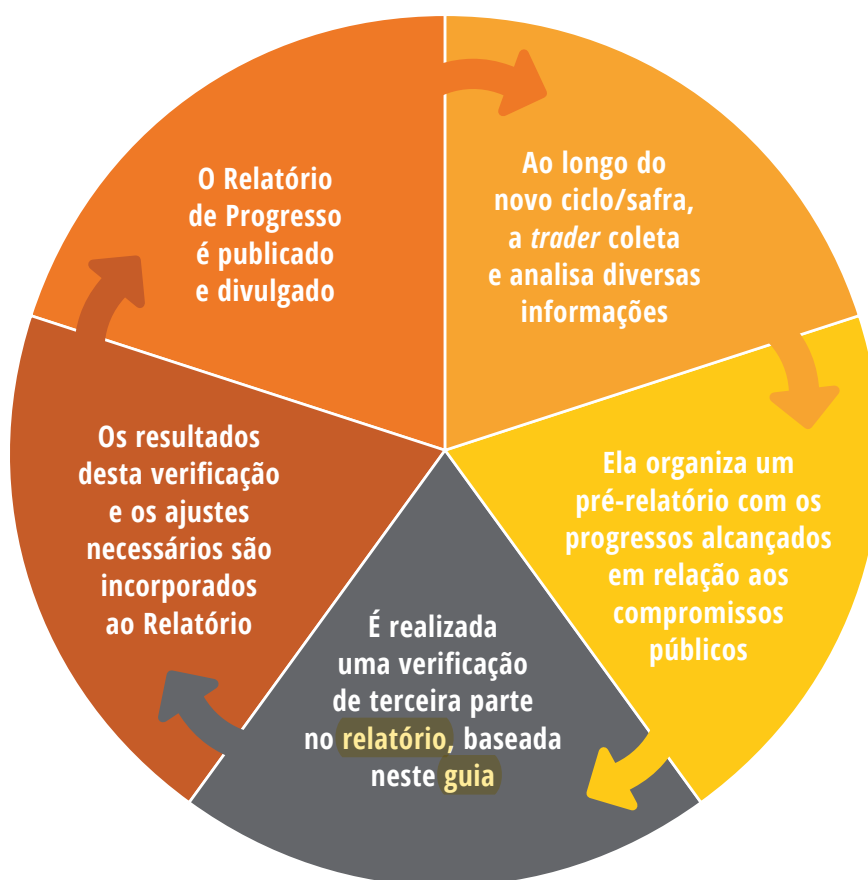 O Relatório
de Progresso
é publicado
e divulgado
Ao longo do
novo ciclo/safra,
a trader coleta
e analisa diversas
informações
Ela organiza um
pré-relatório com os
progressos alcançados
em relação aos
compromissos
públicos
É realizada
uma verificação
de terceira parte
no relatório, baseada
neste guia
Os resultados
desta verificação
e os ajustes
necessários são
incorporados
ao Relatório